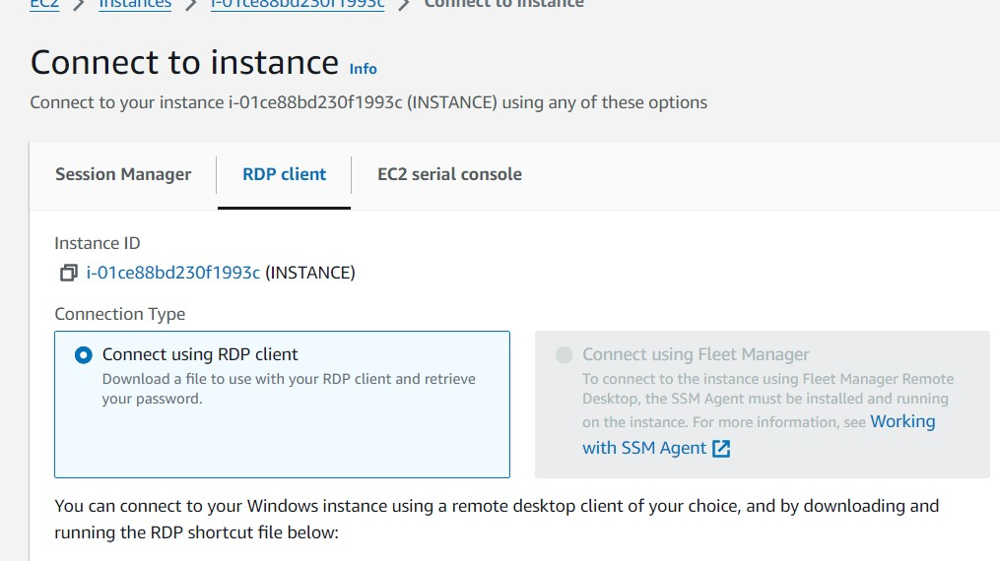 EC2 > Instances > i-01ce88bd230f1993c > Connect to instance
Connect to instance Info
Connect to your instance i-01ce88bd230f1993c (INSTANCE) using any of these options
Session Manager RDP client EC2 serial console
Instance ID
i-01ce88bd230f1993c (INSTANCE)
Connection Type
Connect using RDP client
Download a file to use with your RDP client and retrieve
your password.
Connect using Fleet Manager
To connect to the instance using Fleet Manager Remote
Desktop, the SSM Agent must be installed and running
on the instance. For more information, see Working
with SSM Agent
You can connect to your Windows instance using a remote desktop client of your choice, and by downloading and
running the RDP shortcut file below: